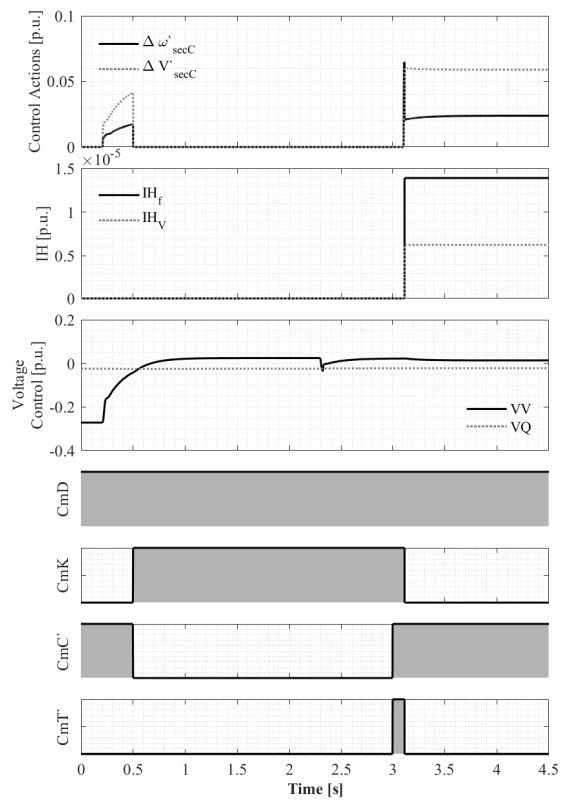 0.1
0.05
0
Control Actions [p.u.]
Δ ω`secC
Δ V`secC
×10-5
1.5
1
0.5
0
IH [p.u.]
IHf
IHV
0.2
0
-0.2
-0.4
Voltage
Control [p.u.]
VV
VQ
CmD
CmK
CmC`
CmT`
0 0.5 1 1.5 2 2.5 3 3.5 4 4.5
Time [s]